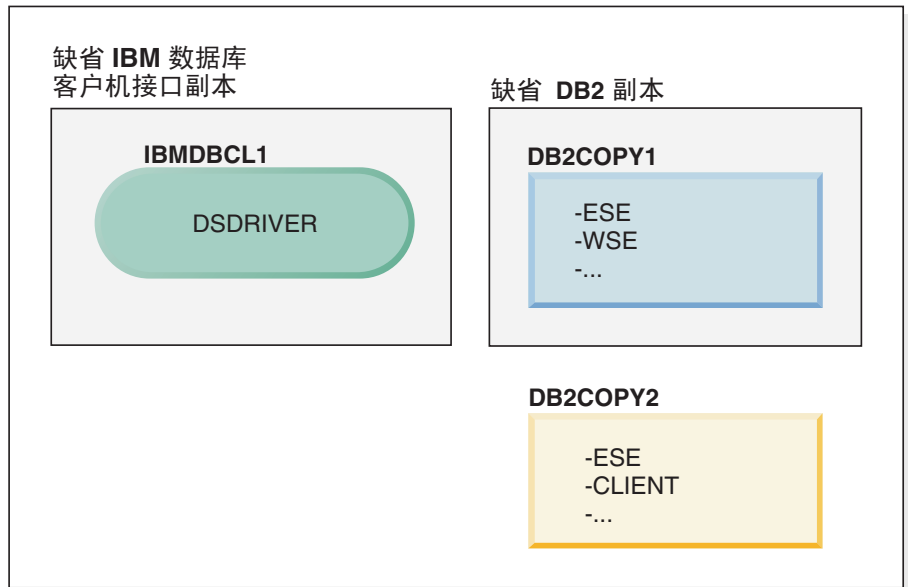 缺省 IBM 数据库
客户机接口副本
IBMDBCL1
DSDRIVER
缺省 DB2 副本
DB2COPY1
-ESE
-WSE
-...
DB2COPY2
-ESE
-CLIENT
-...